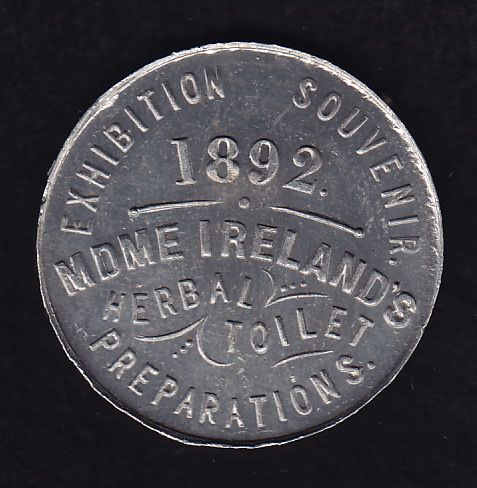 EXHIBITION SOUVENIR.
1892.
MDME IRELAND'S
HERBAL
TOILET
PREPARATIONS.